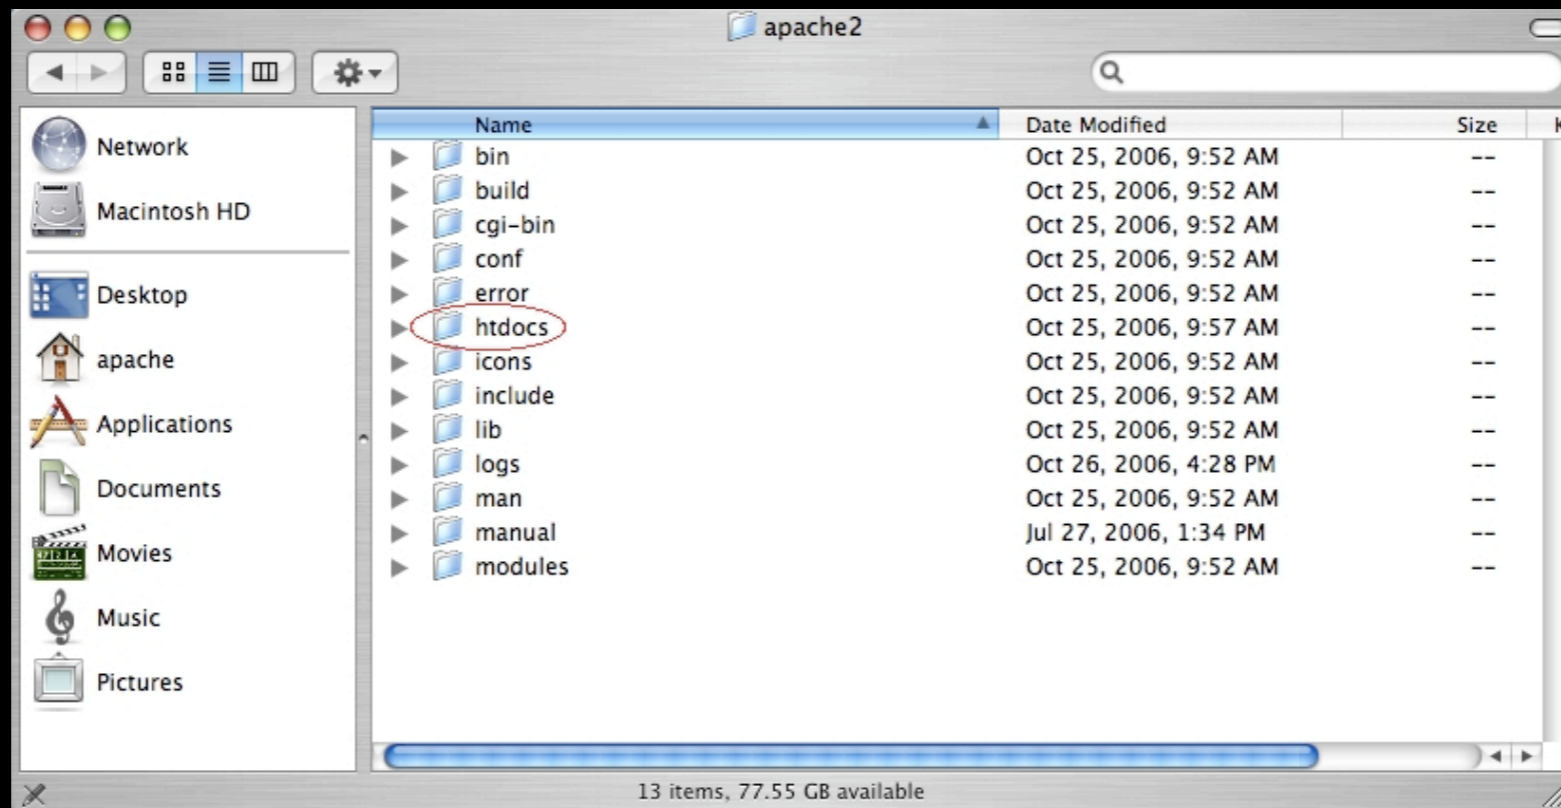 apache2
Network
Macintosh HD
Desktop
apache
Applications
Documents
Movies
Music
Pictures
Name Date Modified Size K
bin Oct 25, 2006, 9:52 AM --
build Oct 25, 2006, 9:52 AM --
cgi-bin Oct 25, 2006, 9:52 AM --
conf Oct 25, 2006, 9:52 AM --
error Oct 25, 2006, 9:52 AM --
htdocs Oct 25, 2006, 9:57 AM --
icons Oct 25, 2006, 9:52 AM --
include Oct 25, 2006, 9:52 AM --
lib Oct 25, 2006, 9:52 AM --
logs Oct 26, 2006, 4:28 PM --
man Oct 25, 2006, 9:52 AM --
manual Jul 27, 2006, 1:34 PM --
modules Oct 25, 2006, 9:52 AM --
13 items, 77.55 GB available